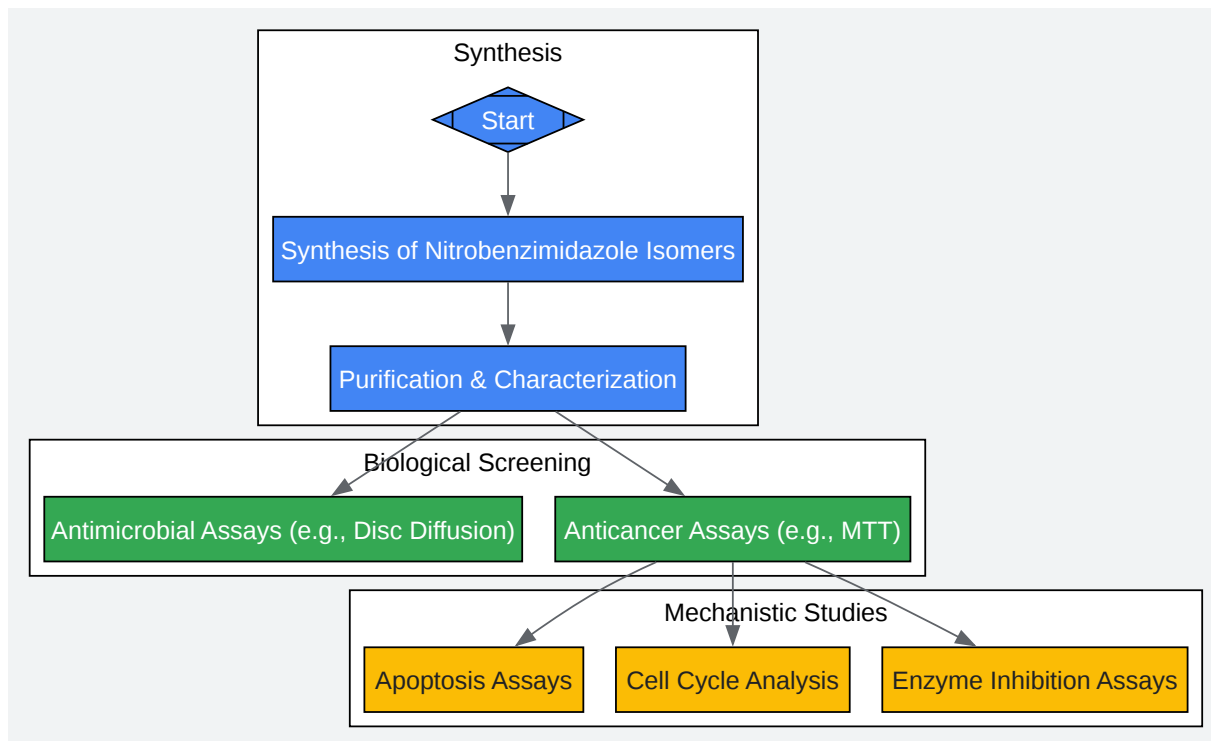 Synthesis
Start
Synthesis of Nitrobenzimidazole Isomers
Purification & Characterization
Biological Screening
Antimicrobial Assays (e.g., Disc Diffusion)
Anticancer Assays (e.g., MTT)
Mechanistic Studies
Apoptosis Assays
Cell Cycle Analysis
Enzyme Inhibition Assays